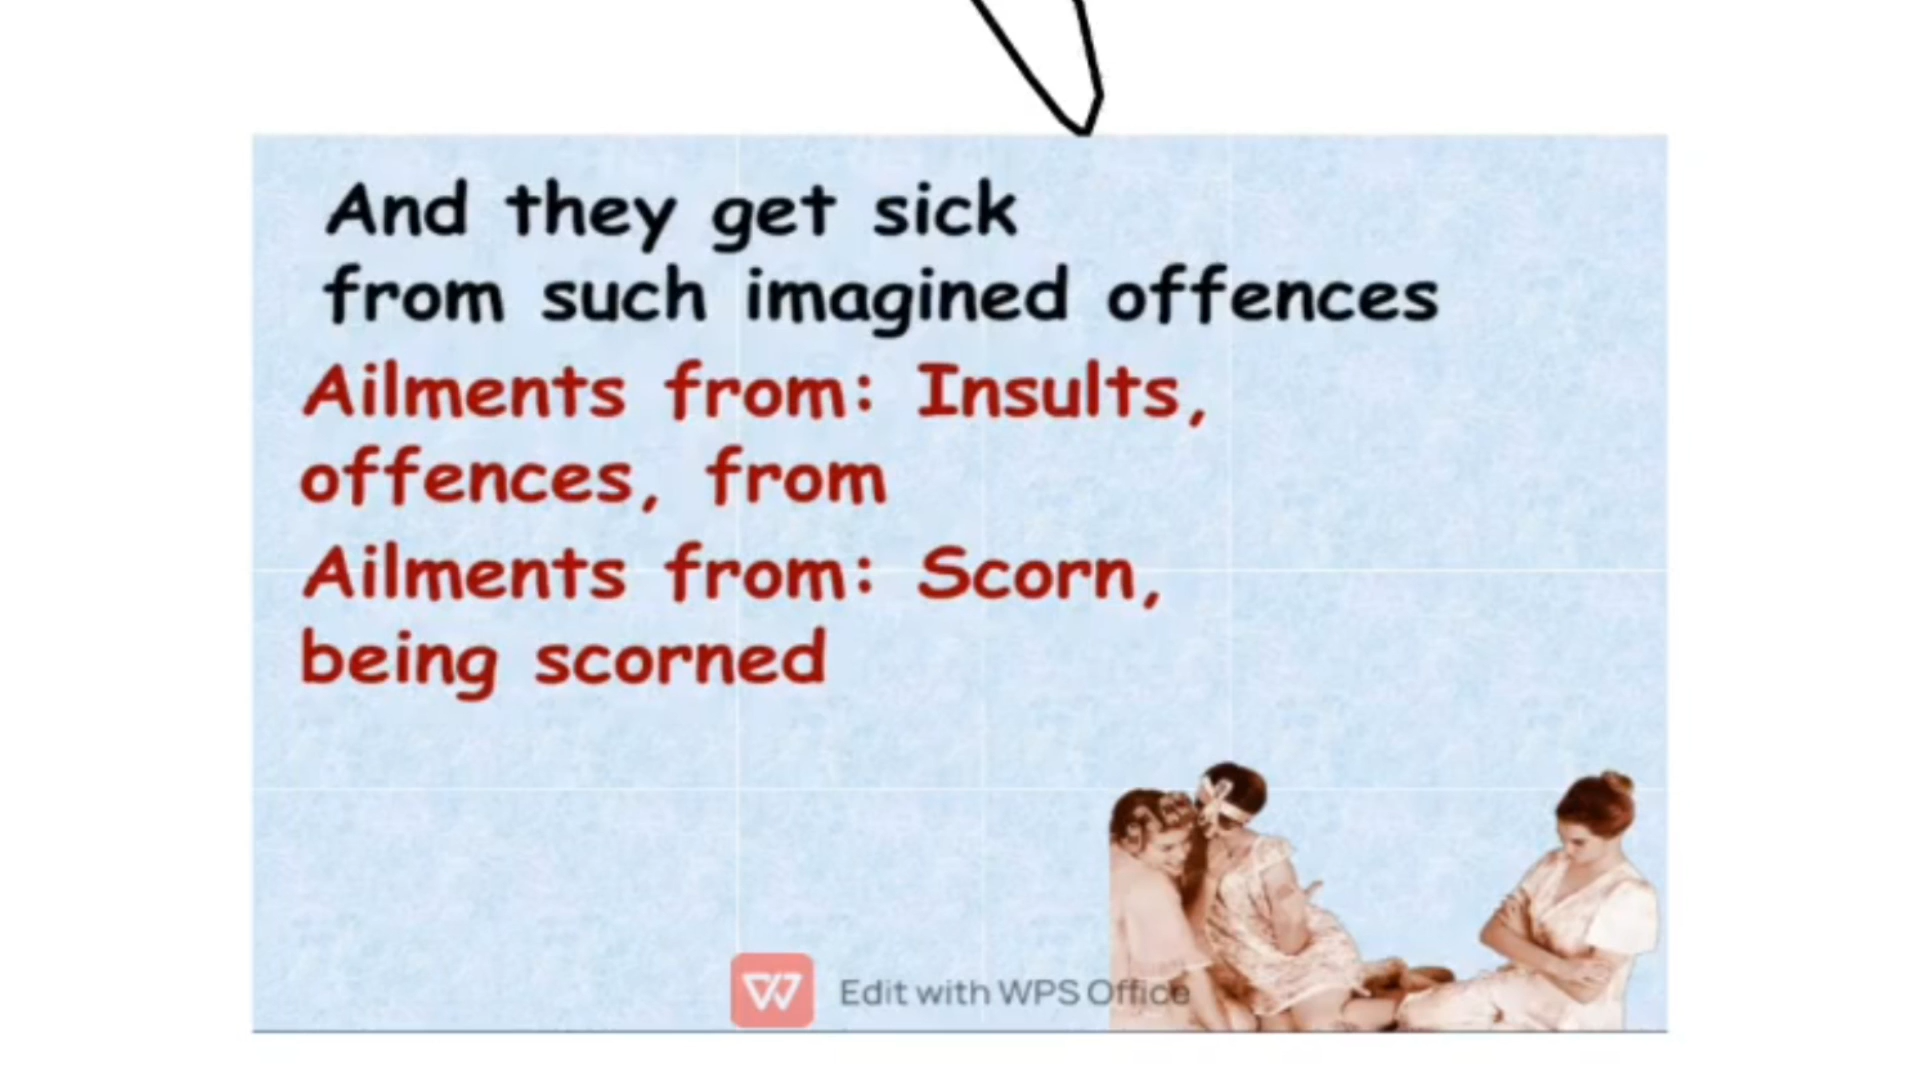 And they get sick
from such imagined offences
Ailments from: Insults,
offences, from
Ailments from: Scorn,
being scorned
Edit with WPS Office